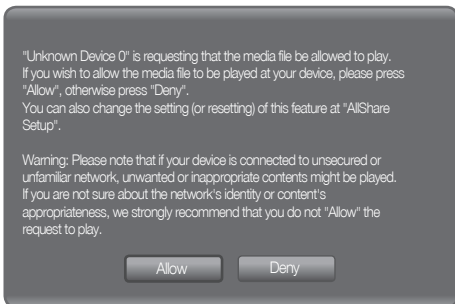 "Unknown Device 0" is requesting that the media file be allowed to play.
If you wish to allow the media file to be played at your device, please press
"Allow", otherwise press "Deny".
You can also change the setting (or resetting) of this feature at "AllShare
Setup".
Warning: Please note that if your device is connected to unsecured or
unfamiliar network, unwanted or inappropriate contents might be played.
If you are not sure about the network's identity or content's
appropriateness, we strongly recommend that you do not "Allow" the
request to play.
Allow Deny